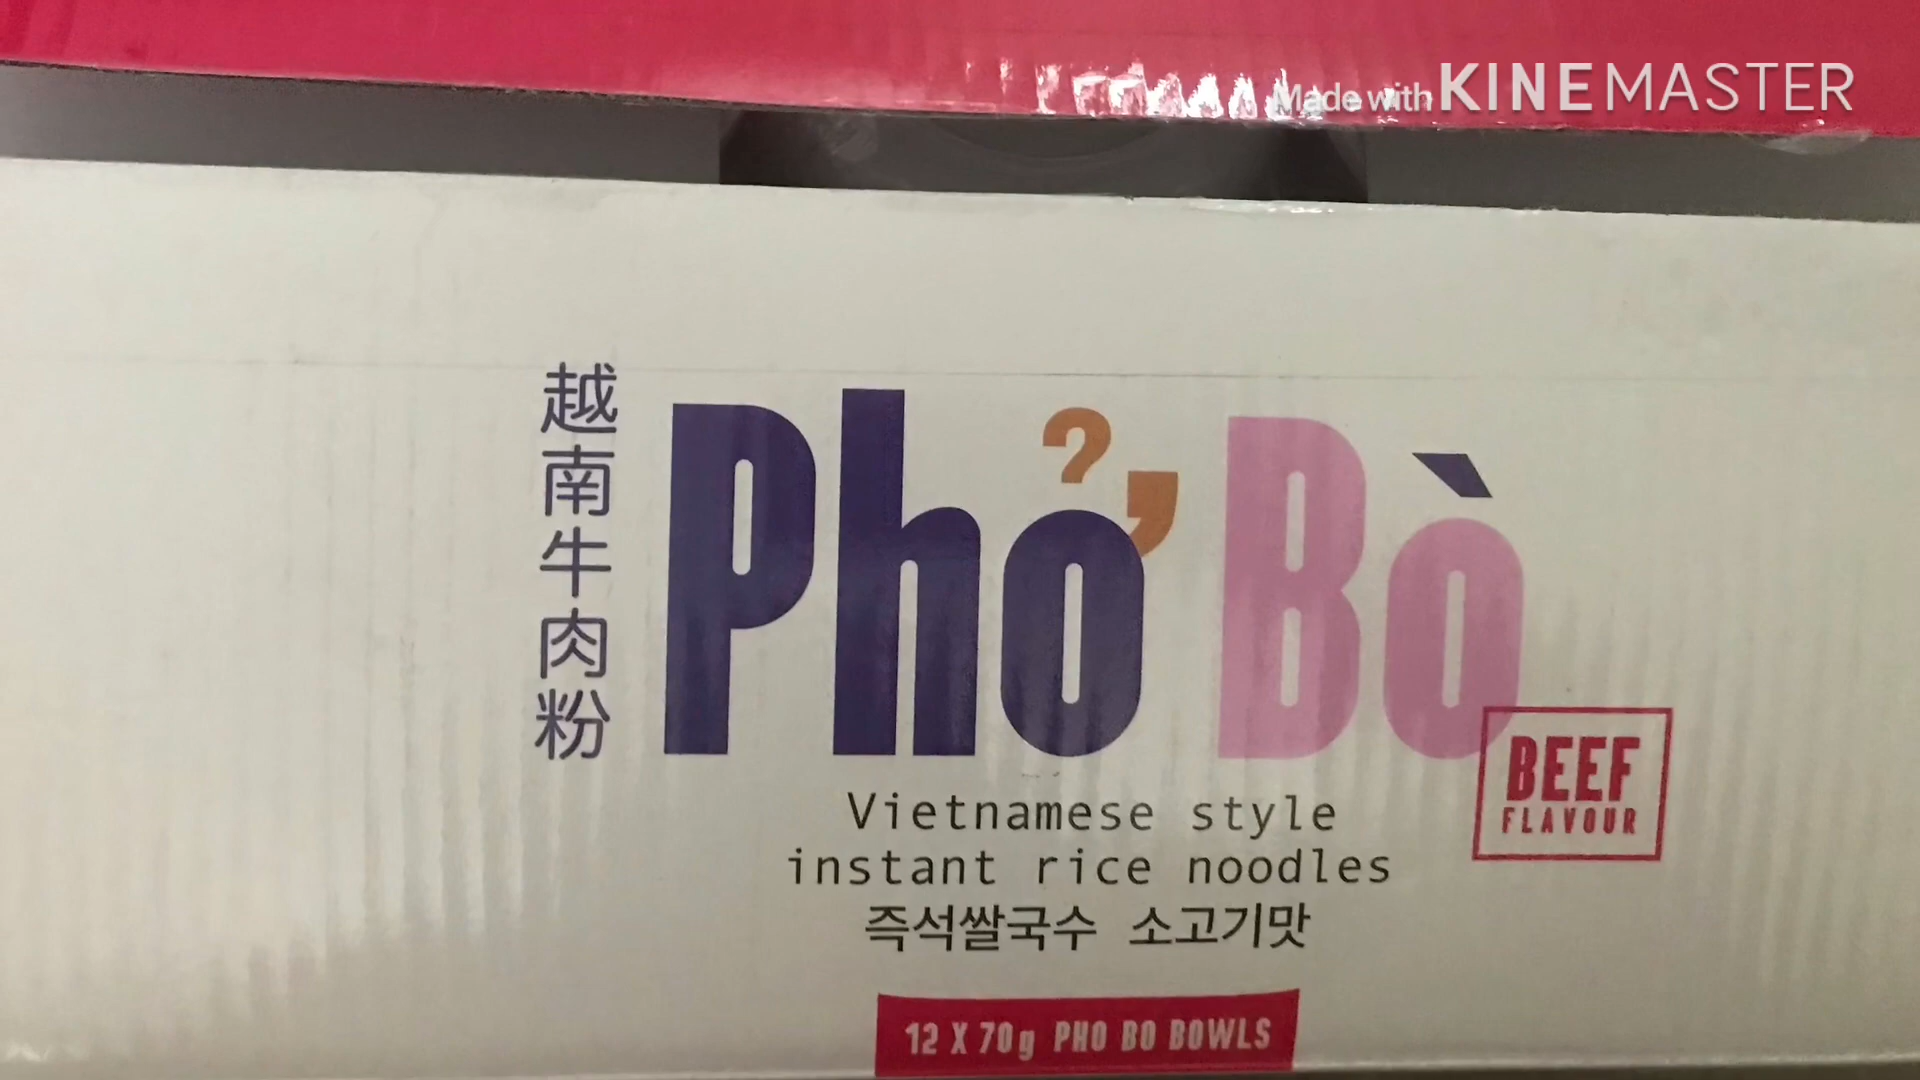 Made with KINEMASTER
越南牛肉粉
Phở Bò
BEEF
FLAVOUR
Vietnamese style
instant rice noodles
즉석쌀국수 소고기맛
12 X 70g PHO BO BOWLS